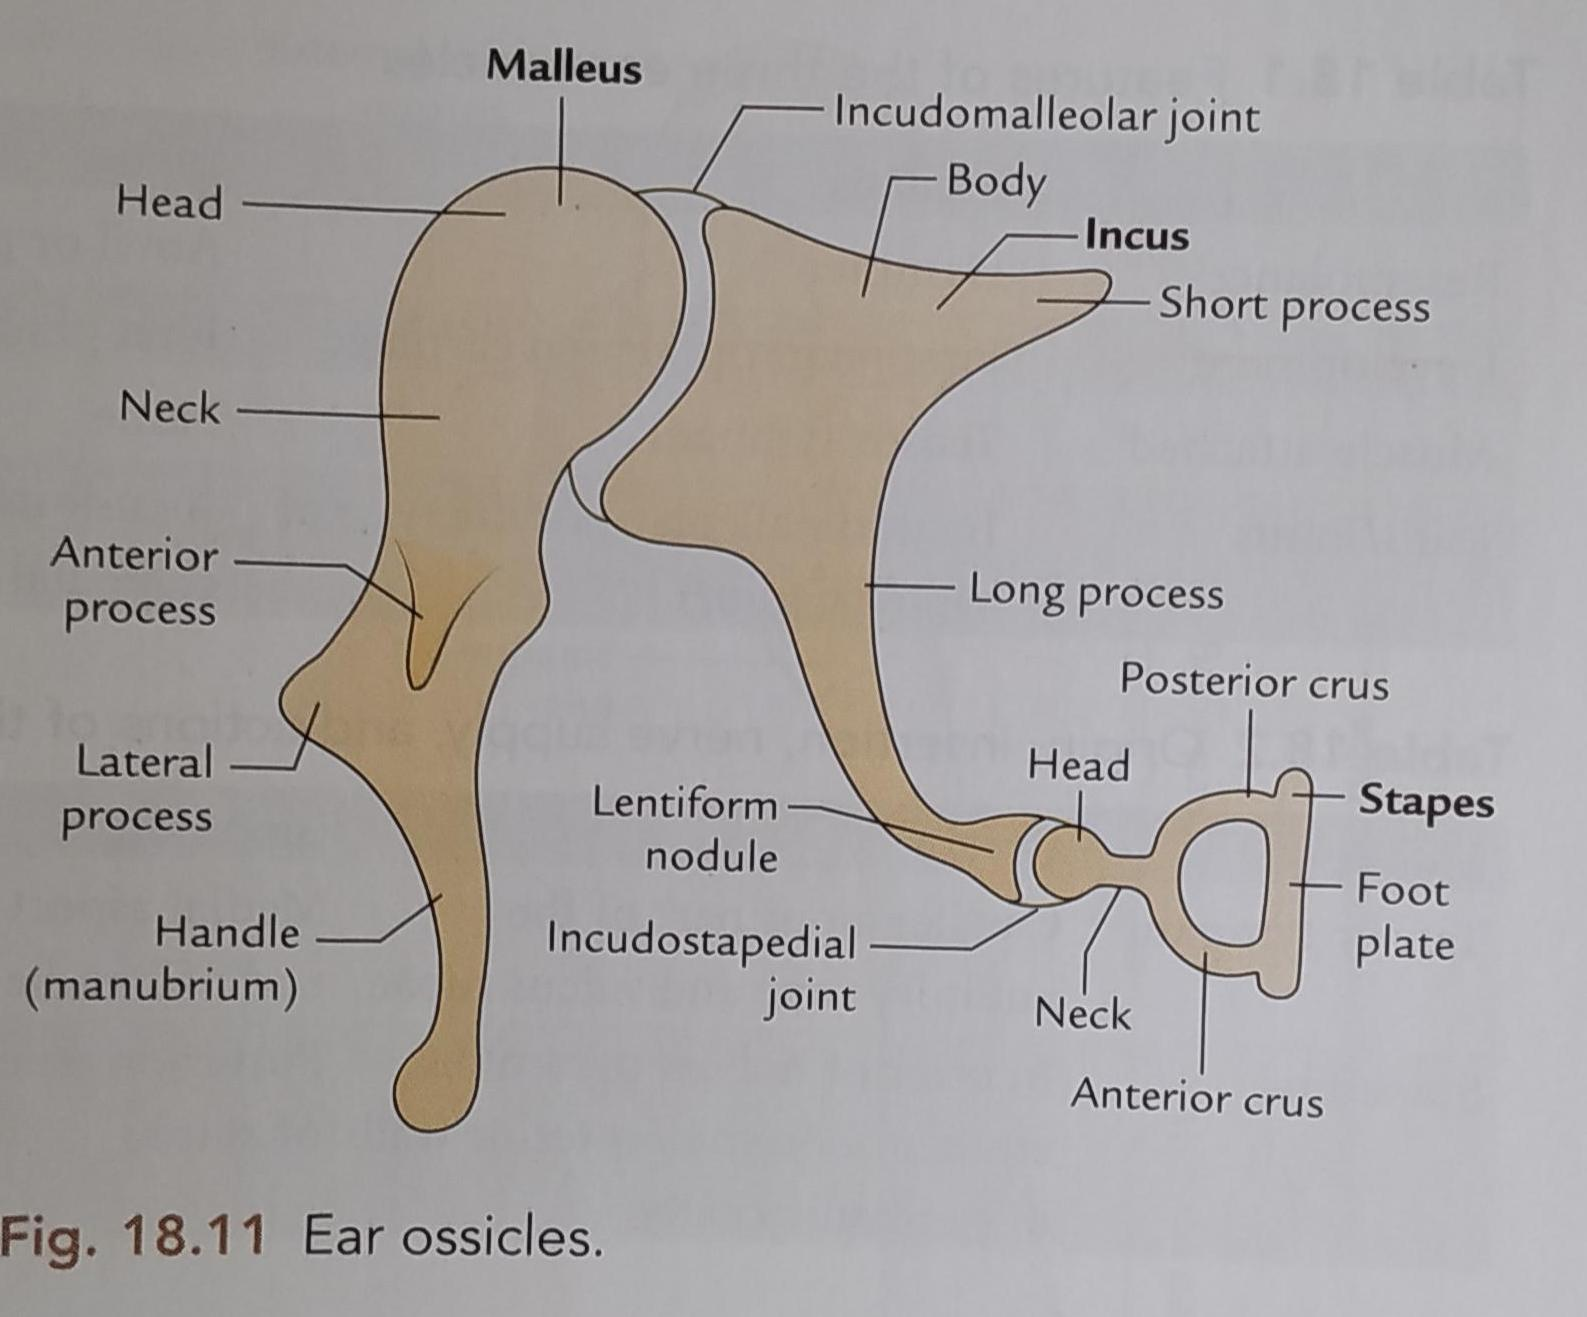 Malleus
Incudomalleolar joint
Body
Head
Incus
Short process
Neck
Anterior
process
Long process
Posterior crus
Lateral
process
Head
Lentiform
nodule
Stapes
Foot
plate
Handle
(manubrium)
Incudostapedial
joint
Neck
Anterior crus
Fig. 18.11 Ear ossicles.